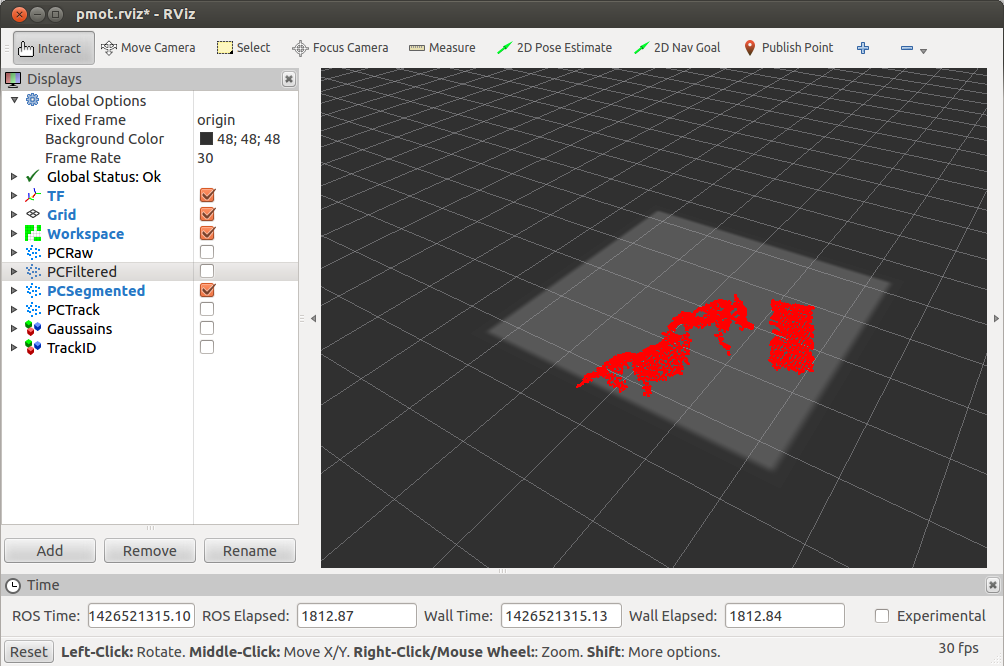 pmot.rviz* - RViz
Interact Move Camera Select Focus Camera Measure 2D Pose Estimate 2D Nav Goal Publish Point
Displays
Global Options
Fixed Frame origin
Background Color 48; 48; 48
Frame Rate 30
Global Status: Ok
TF
Grid
Workspace
PCRaw
PCFiltered
PCSegmented
PCTrack
Gaussains
TrackID
Add Remove Rename
Time
ROS Time: 1426521315.10 ROS Elapsed: 1812.87 Wall Time: 1426521315.13 Wall Elapsed: 1812.84 Experimental
Reset Left-Click: Rotate. Middle-Click: Move X/Y. Right-Click/Mouse Wheel:: Zoom. Shift: More options. 30 fps